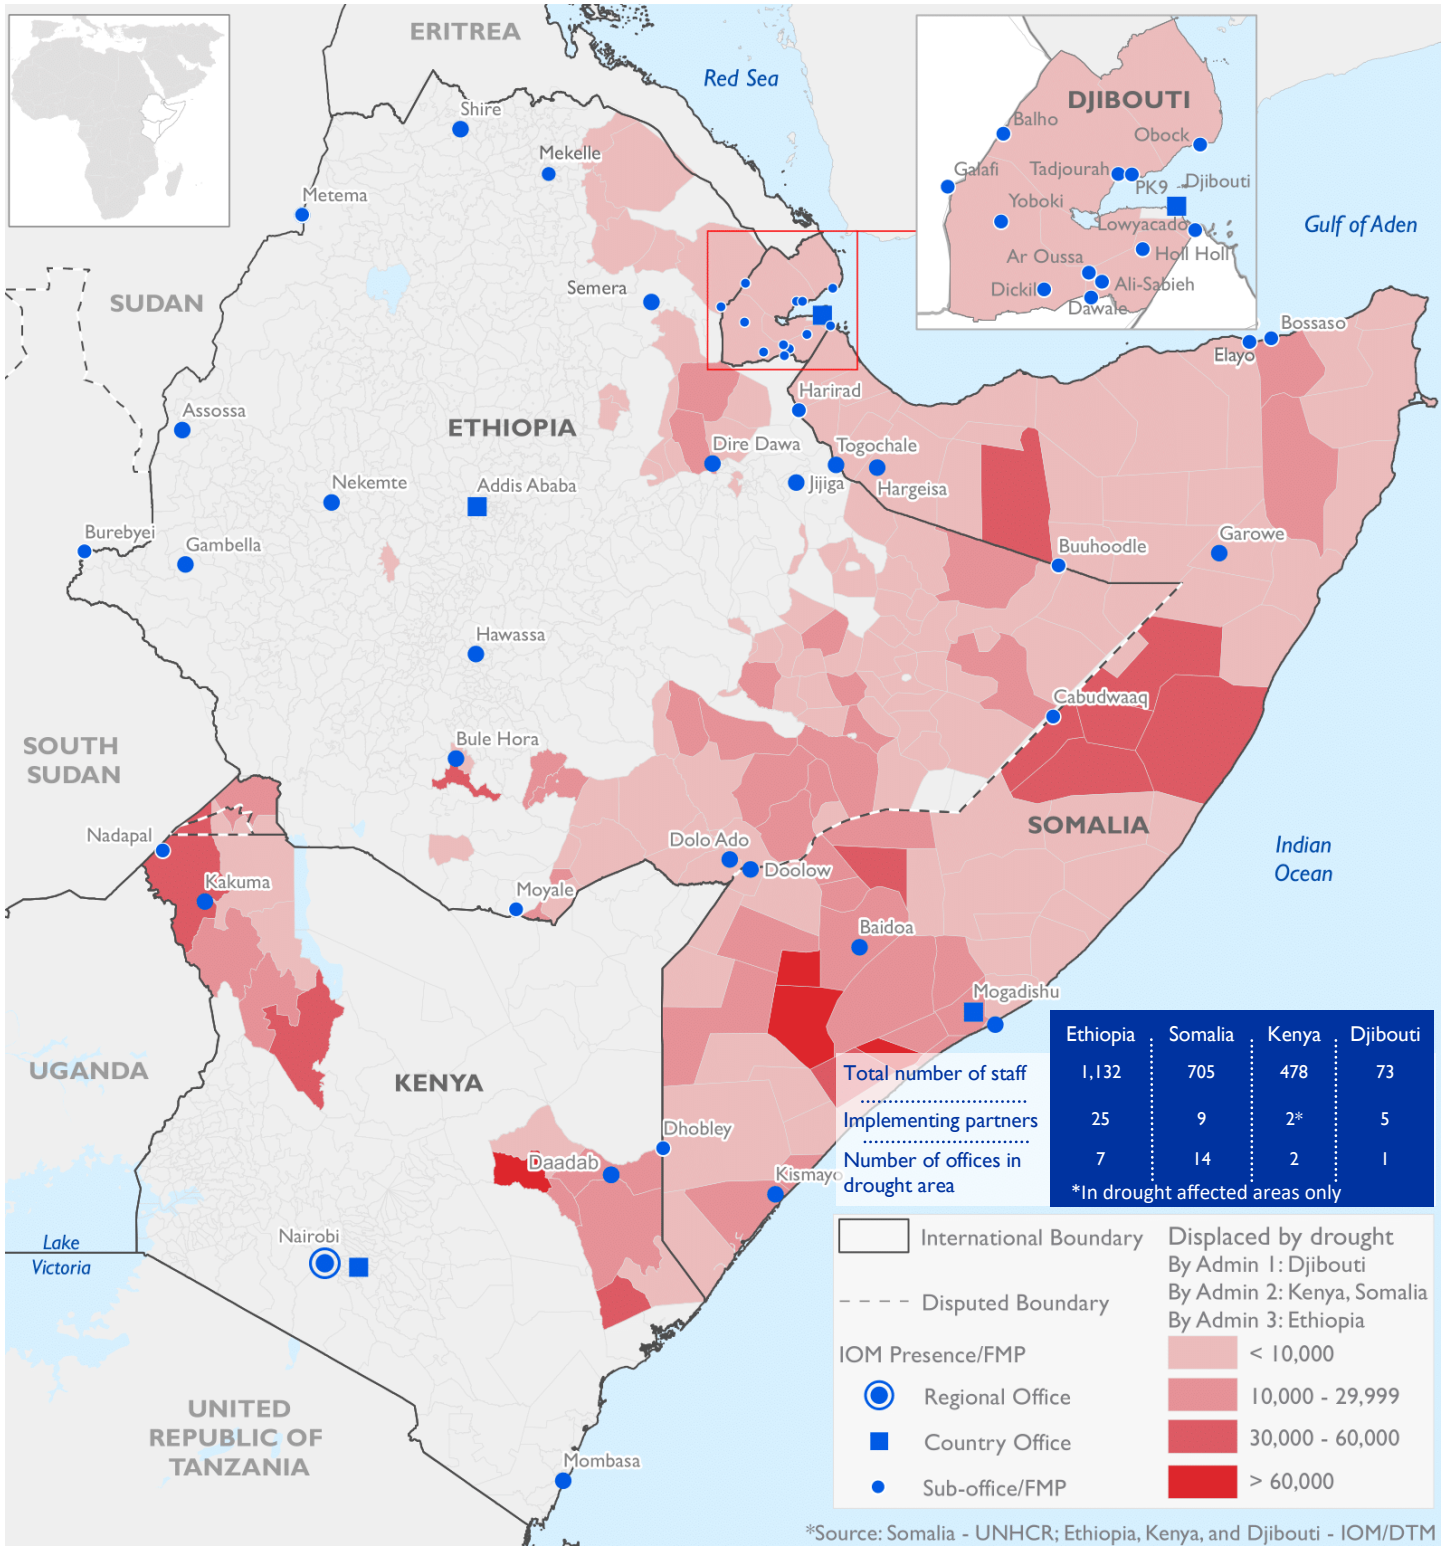 ERITREA
Red Sea
Shire
Mekelle
Metema
SUDAN
Semera
ETHIOPIA
Assossa
Nekemte
Addis Ababa
Dire Dawa
Harirad
Togochale
Jijiga
Hargeisa
Burebyei
Gambella
Hawassa
Buuhoodle
Garowe
Elayo
Bossaso
Gulf of Aden
DJIBOUTI
Balho
Obock
Galafi
Tadjourah
PK9
Djibouti
Yoboki
Lowyacado
Ar Oussa
Holl Holl
Dickil
Ali-Sabieh
Dawale
SOUTH
SUDAN
Bule Hora
Cabudwaaq
SOMALIA
Indian
Ocean
Nadapal
Kakuma
Dolo Ado
Doolow
Moyale
Baidoa
Mogadishu
UGANDA
KENYA
Dhobley
Daadab
Kismayo
Nairobi
Lake
Victoria
UNITED
REPUBLIC OF
TANZANIA
Mombasa
Ethiopia Somalia Kenya Djibouti
Total number of staff 1,132 705 478 73
Implementing partners 25 9 2* 5
Number of offices in
drought area 7 14 2 1
*In drought affected areas only
International Boundary
Disputed Boundary
IOM Presence/FMP
Regional Office
Country Office
Sub-office/FMP
Displaced by drought
By Admin 1: Djibouti
By Admin 2: Kenya, Somalia
By Admin 3: Ethiopia
< 10,000
10,000 - 29,999
30,000 - 60,000
> 60,000
*Source: Somalia - UNHCR; Ethiopia, Kenya, and Djibouti - IOM/DTM